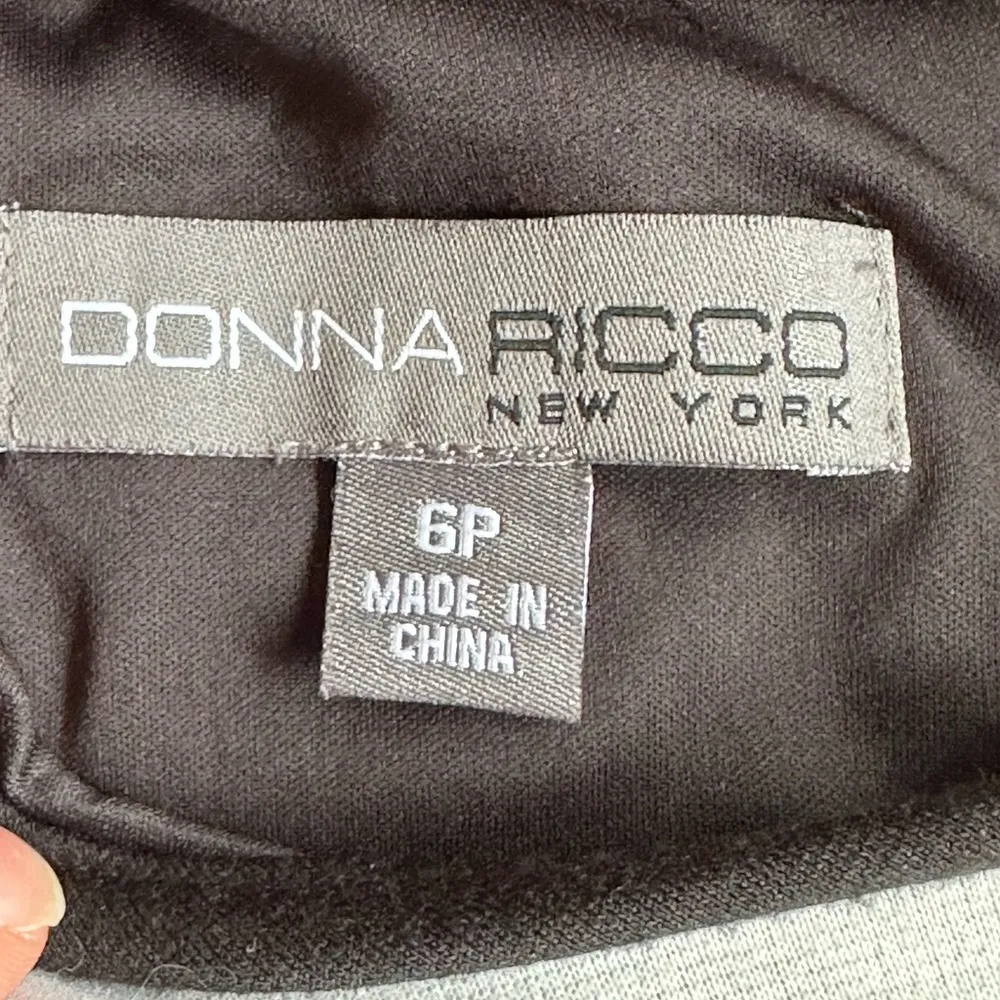 DONNA RICCO
NEW YORK
6P
MADE IN
CHINA